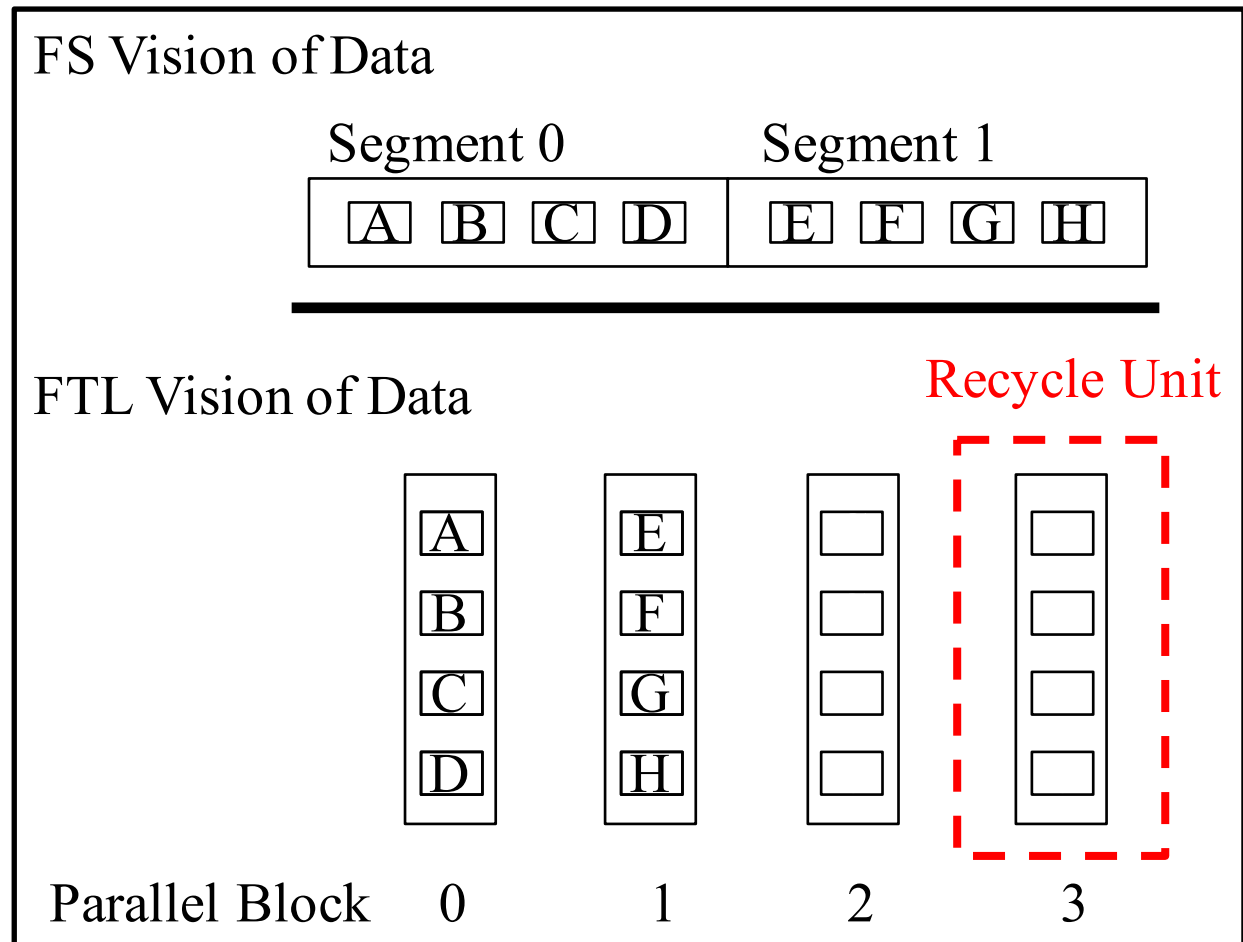 FS Vision of Data
Segment 0 Segment 1
A B C D E F G H
Recycle Unit
FTL Vision of Data
A E
B F
C G
D H
Parallel Block 0 1 2 3